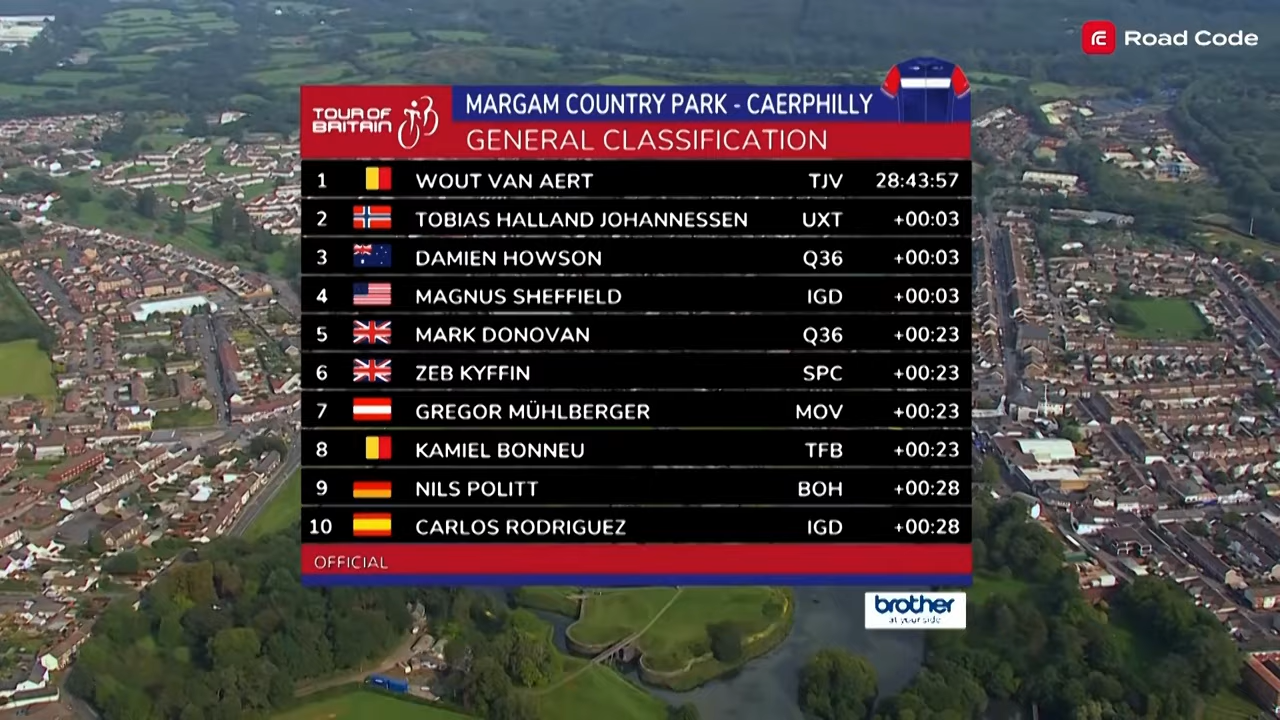 Road Code
TOUR OF
BRITAIN
MARGAM COUNTRY PARK - CAERPHILLY
GENERAL CLASSIFICATION
1 WOUT VAN AERT TJV 28:43:57
2 TOBIAS HALLAND JOHANNESSEN UXT +00:03
3 DAMIEN HOWSON Q36 +00:03
4 MAGNUS SHEFFIELD IGD +00:03
5 MARK DONOVAN Q36 +00:23
6 ZEB KYFFIN SPC +00:23
7 GREGOR MÜHLBERGER MOV +00:23
8 KAMIEL BONNEU TFB +00:23
9 NILS POLITT BOH +00:28
10 CARLOS RODRIGUEZ IGD +00:28
OFFICIAL
brother
at your side